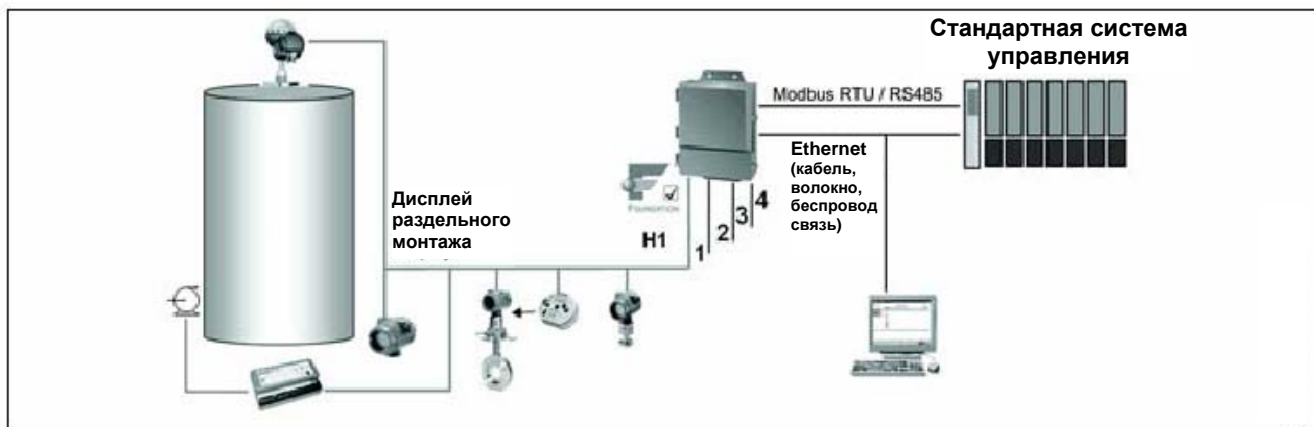 Стандартная система
управления
Modbus RTU / RS485
Ethernet
(кабель,
волокно,
беспровод
связь)
Дисплей
раздельного
монтажа
FOUNDATION
H1
1
2
3
4